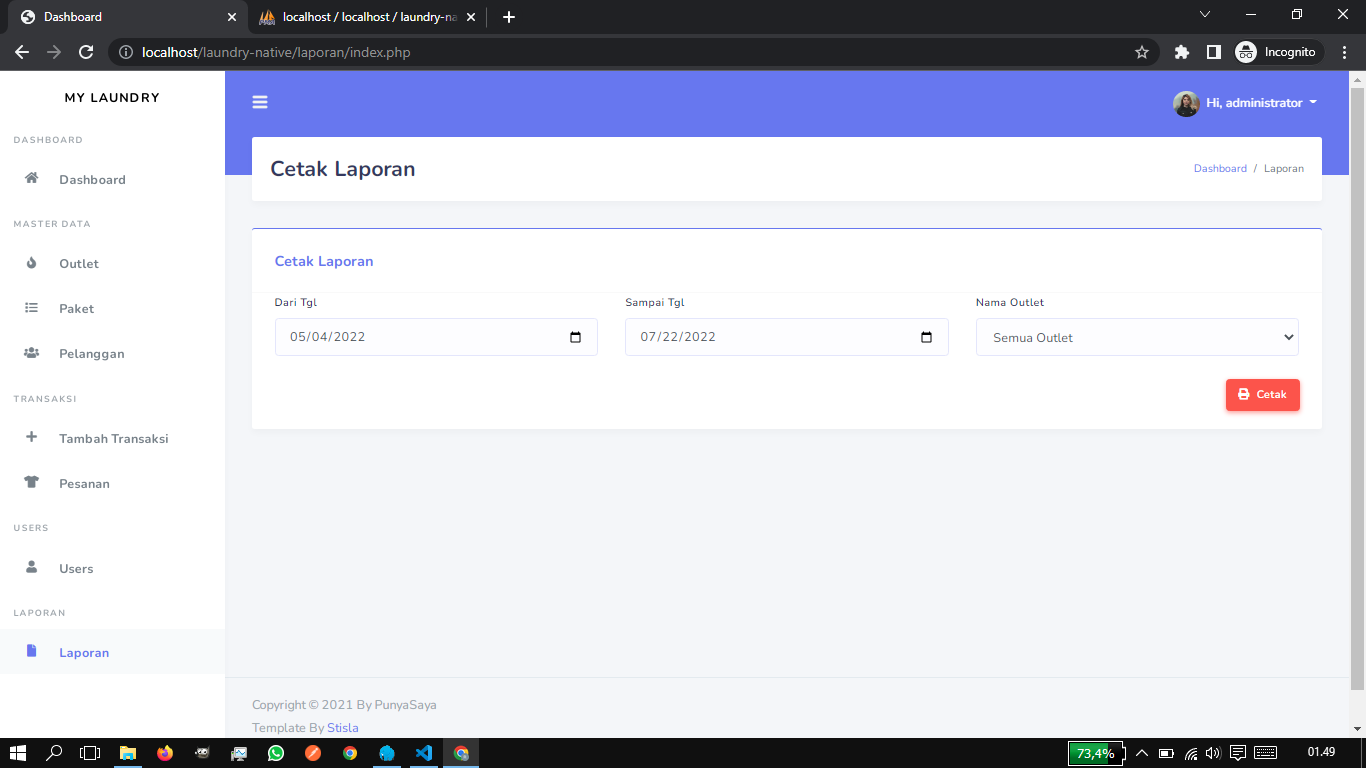 Dashboard
localhost / localhost / laundry-na
localhost/laundry-native/laporan/index.php
Incognito
MY LAUNDRY
Hi, administrator
DASHBOARD
Dashboard
MASTER DATA
Outlet
Paket
Pelanggan
TRANSAKSI
Tambah Transaksi
Pesanan
USERS
Users
LAPORAN
Laporan
Cetak Laporan
Dashboard / Laporan
Cetak Laporan
Dari Tgl
05/04/2022
Sampai Tgl
07/22/2022
Nama Outlet
Semua Outlet
Cetak
Copyright © 2021 By PunyaSaya
Template By Stisla
73,4%
01.49